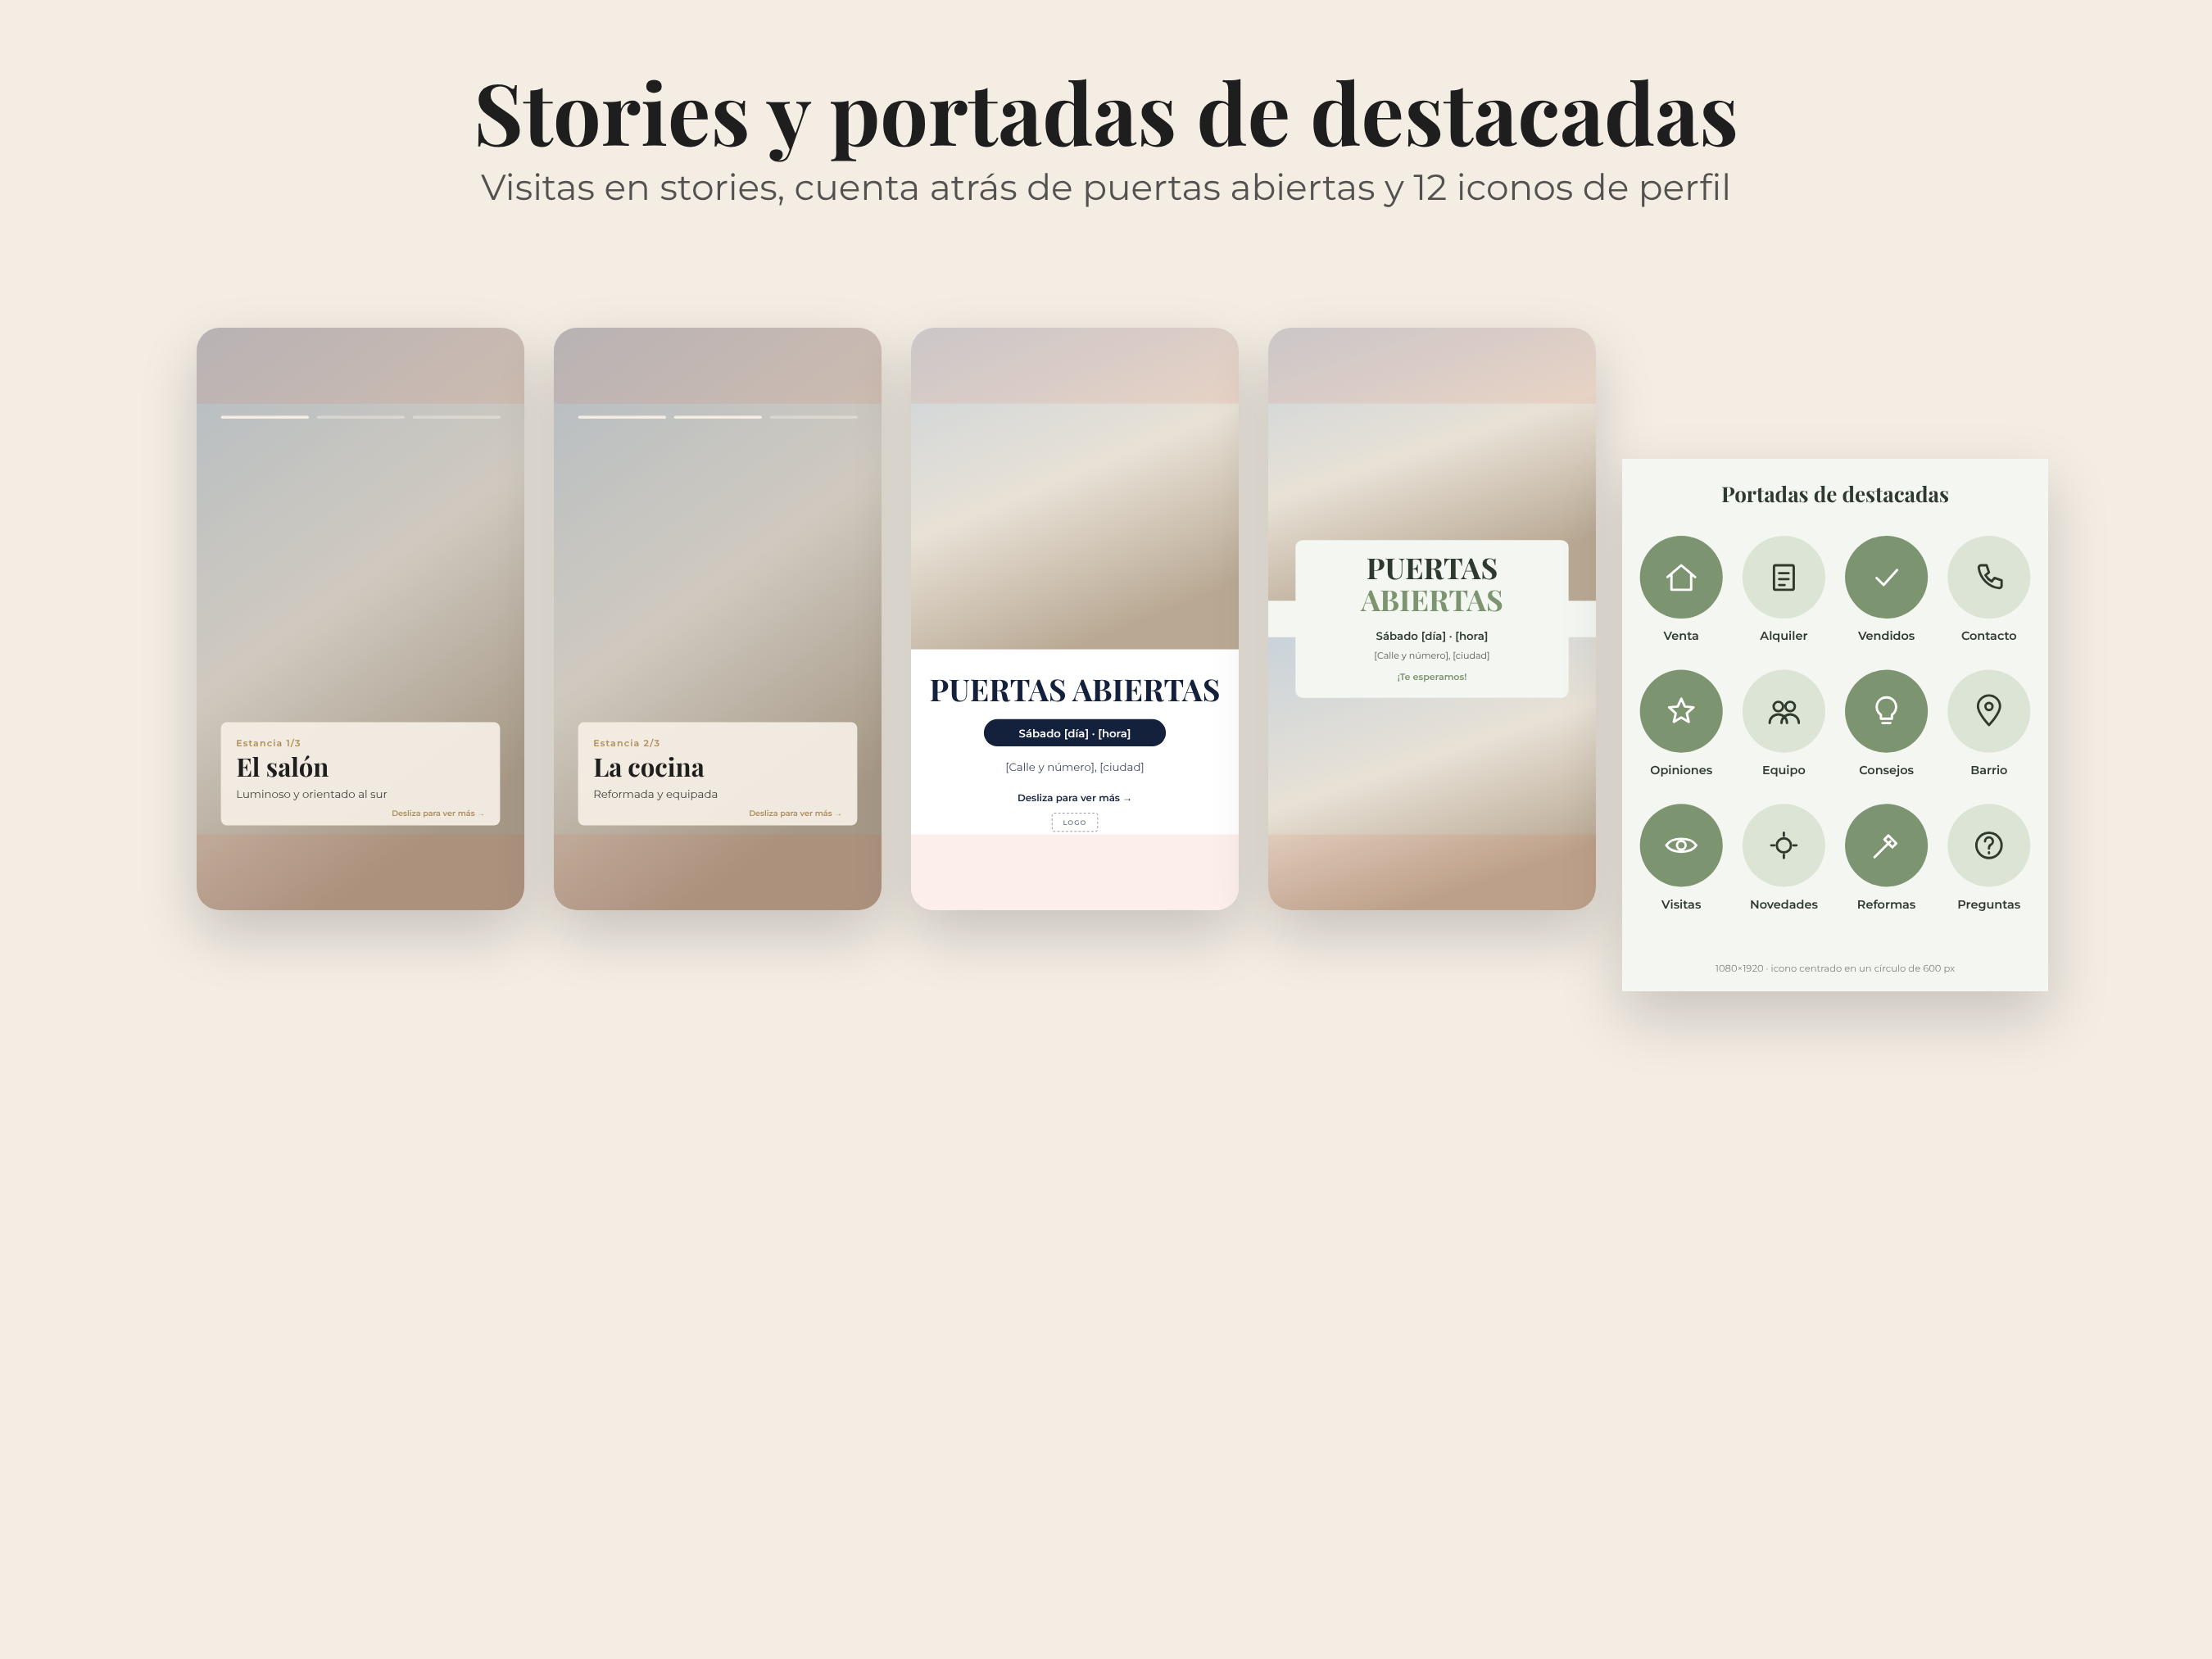 Stories y portadas de destacadas
Visitas en stories, cuenta atrás de puertas abiertas y 12 iconos de perfil
Estancia 1/3
El salón
Luminoso y orientado al sur
Desliza para ver más →
Estancia 2/3
La cocina
Reformada y equipada
Desliza para ver más →
PUERTAS ABIERTAS
Sábado [día] · [hora]
[Calle y número], [ciudad]
Desliza para ver más →
LOGO
PUERTAS
ABIERTAS
Sábado [día] · [hora]
[Calle y número], [ciudad]
¡Te esperamos!
Portadas de destacadas
Venta Alquiler Vendidos Contacto
Opiniones Equipo Consejos Barrio
Visitas Novedades Reformas Preguntas
1080×1920 · icono centrado en un círculo de 600 px